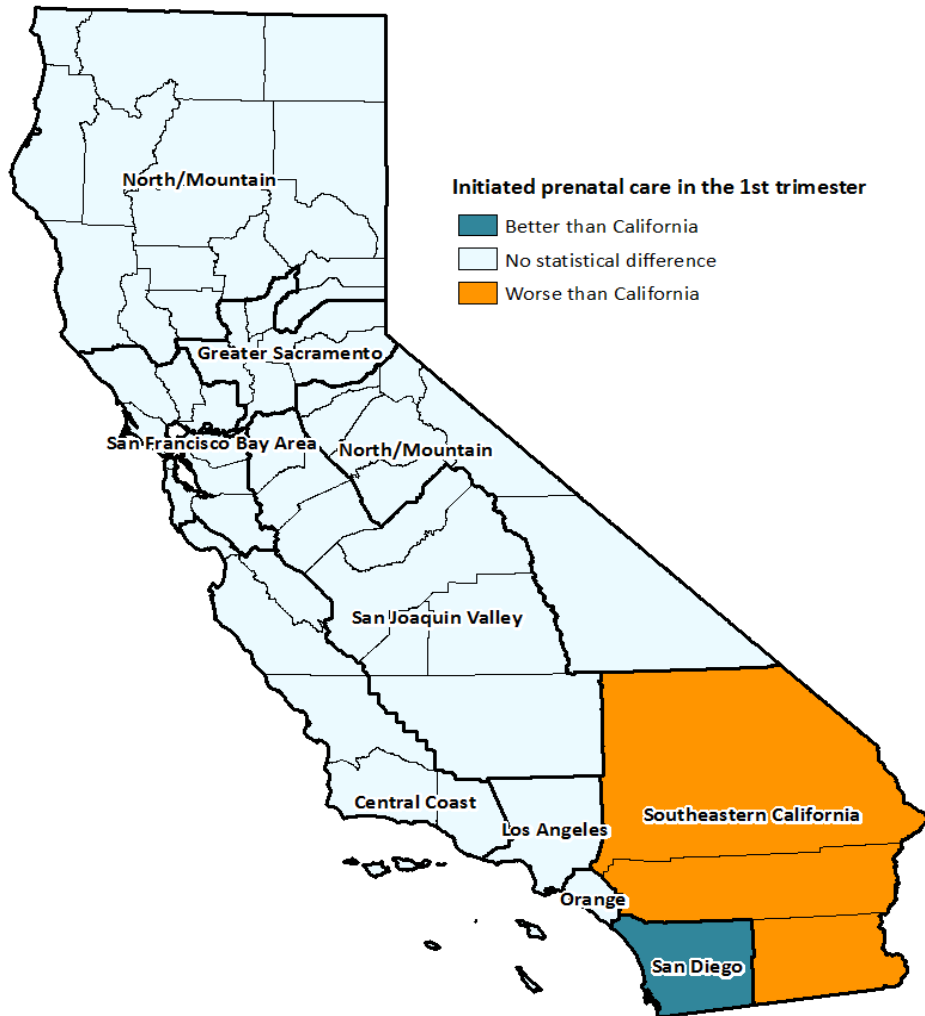 North/Mountain
Initiated prenatal care in the 1st trimester
Better than California
No statistical difference
Worse than California
Greater Sacramento
San Francisco Bay Area
North/Mountain
San Joaquin Valley
Central Coast
Los Angeles
Southeastern California
Orange
San Diego